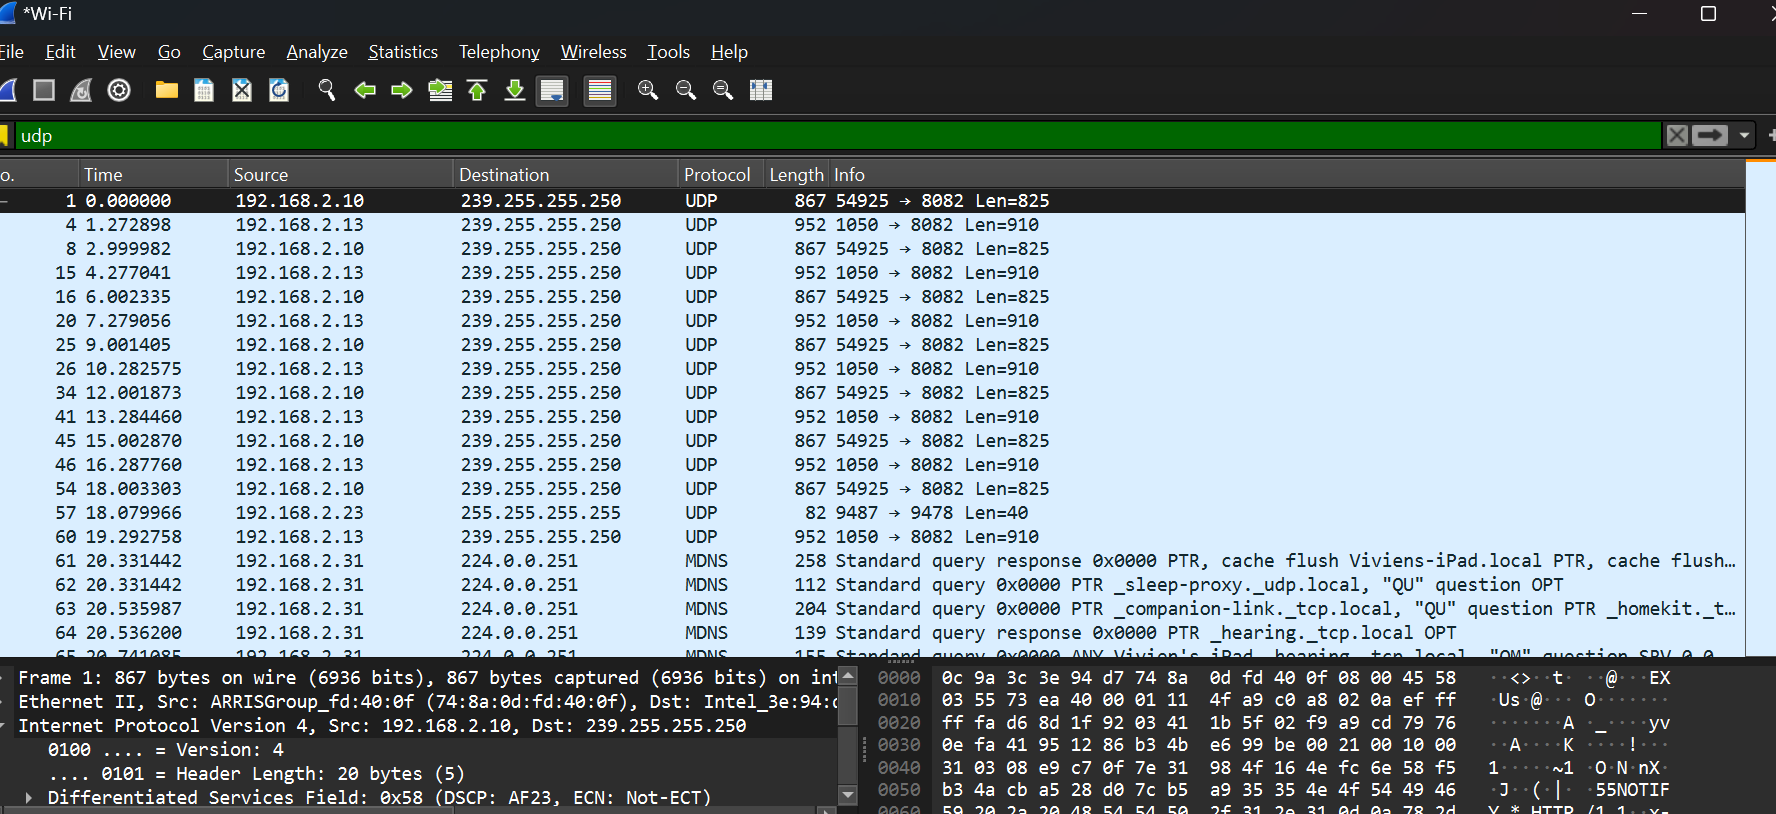 *Wi-Fi
File Edit View Go Capture Analyze Statistics Telephony Wireless Tools Help
udp
o. Time Source Destination Protocol Length Info
1 0.000000 192.168.2.10 239.255.255.250 UDP 867 54925 → 8082 Len=825
4 1.272898 192.168.2.13 239.255.255.250 UDP 952 1050 → 8082 Len=910
8 2.999982 192.168.2.10 239.255.255.250 UDP 867 54925 → 8082 Len=825
15 4.277041 192.168.2.13 239.255.255.250 UDP 952 1050 → 8082 Len=910
16 6.002335 192.168.2.10 239.255.255.250 UDP 867 54925 → 8082 Len=825
20 7.279056 192.168.2.13 239.255.255.250 UDP 952 1050 → 8082 Len=910
25 9.001405 192.168.2.10 239.255.255.250 UDP 867 54925 → 8082 Len=825
26 10.282575 192.168.2.13 239.255.255.250 UDP 952 1050 → 8082 Len=910
34 12.001873 192.168.2.10 239.255.255.250 UDP 867 54925 → 8082 Len=825
41 13.284460 192.168.2.13 239.255.255.250 UDP 952 1050 → 8082 Len=910
45 15.002870 192.168.2.10 239.255.255.250 UDP 867 54925 → 8082 Len=825
46 16.287760 192.168.2.13 239.255.255.250 UDP 952 1050 → 8082 Len=910
54 18.003303 192.168.2.10 239.255.255.250 UDP 867 54925 → 8082 Len=825
57 18.079966 192.168.2.23 255.255.255.255 UDP 82 9487 → 9478 Len=40
60 19.292758 192.168.2.13 239.255.255.250 UDP 952 1050 → 8082 Len=910
61 20.331442 192.168.2.31 224.0.0.251 MDNS 258 Standard query response 0x0000 PTR, cache flush Viviens-iPad.local PTR, cache flush…
62 20.331442 192.168.2.31 224.0.0.251 MDNS 112 Standard query 0x0000 PTR _sleep-proxy._udp.local, "QU" question OPT
63 20.535987 192.168.2.31 224.0.0.251 MDNS 204 Standard query 0x0000 PTR _companion-link._tcp.local, "QU" question PTR _homekit._t…
64 20.536200 192.168.2.31 224.0.0.251 MDNS 139 Standard query response 0x0000 PTR _hearing._tcp.local OPT
65 20.741085 192.168.2.31 224.0.0.251 MDNS 155 Standard query 0x0000 ANY Vivien's iPad._hearing._tcp.local, "QM" question SRV 0 0
Frame 1: 867 bytes on wire (6936 bits), 867 bytes captured (6936 bits) on int
Ethernet II, Src: ARRISGroup_fd:40:0f (74:8a:0d:fd:40:0f), Dst: Intel_3e:94:
Internet Protocol Version 4, Src: 192.168.2.10, Dst: 239.255.255.250
0100 .... = Version: 4
.... 0101 = Header Length: 20 bytes (5)
Differentiated Services Field: 0x58 (DSCP: AF23, ECN: Not-ECT)
0000 0c 9a 3c 3e 94 d7 74 8a 0d fd 40 0f 08 00 45 58 ··<>··t· ··@···EX
0010 03 55 73 ea 40 00 01 11 4f a9 c0 a8 02 0a ef ff ·Us·@··· O·······
0020 ff fa d6 8d 1f 92 03 41 1b 5f 02 f9 a9 cd 79 76 ·······A ·_····yv
0030 0e fa 41 95 12 86 b3 4b e6 99 be 00 21 00 10 00 ··A····K ····!···
0040 31 03 08 e9 c7 0f 7e 31 98 4f 16 4e fc 6e 58 f5 1·····~1 ·O·N·nX·
0050 b3 4a cb a5 28 d0 7c b5 a9 35 35 4e 4f 54 49 46 ·J··(·|· ·55NOTIF
0060 59 20 2a 20 48 54 54 50 2f 31 2e 31 0d 0a 78 2d Y * HTTP /1.1··x-